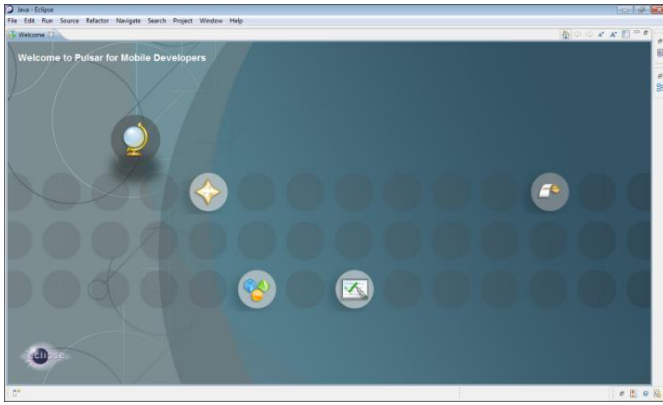 Java - Eclipse
File Edit Run Source Refactor Navigate Search Project Window Help
Welcome
Welcome to Pulsar for Mobile Developers
eclipse